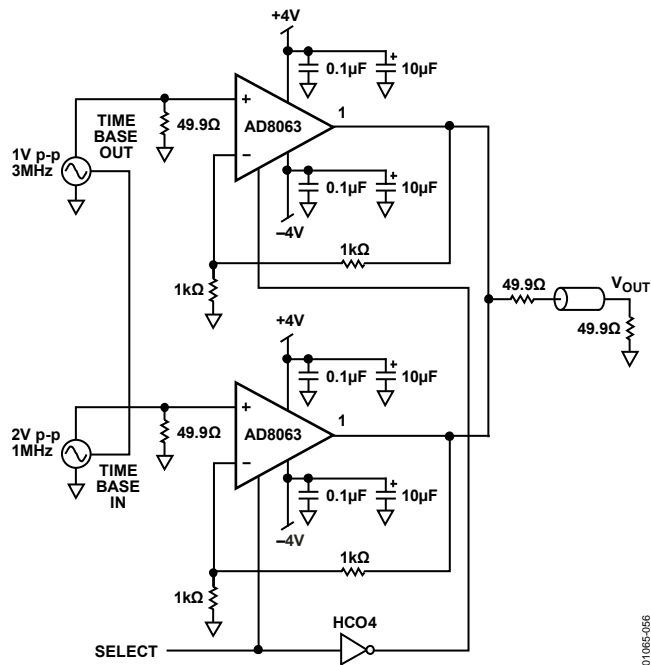 +4V
0.1µF
10µF
+
TIME
BASE
OUT
49.9Ω
+
AD8063
1
–
1V p-p
3MHz
0.1µF
+
10µF
–4V
1kΩ
1kΩ
49.9Ω
VOUT
49.9Ω
+4V
0.1µF
+
10µF
2V p-p
1MHz
49.9Ω
+
AD8063
1
–
TIME
BASE
IN
0.1µF
+
10µF
–4V
1kΩ
1kΩ
HCO4
SELECT
01065-056